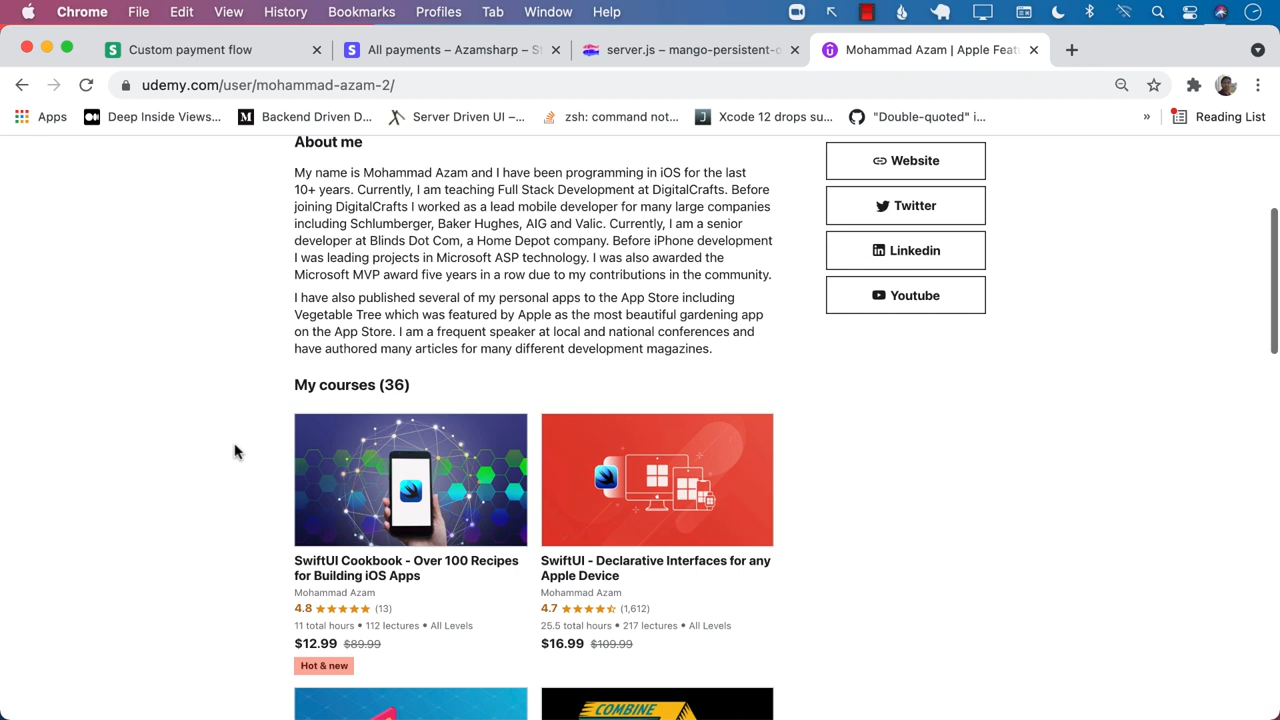 Chrome File Edit View History Bookmarks Profiles Tab Window Help
Custom payment flow
All payments – Azamsharp – S
server.js – mango-persistent-
Mohammad Azam | Apple Feat
udemy.com/user/mohammad-azam-2/
Apps
Deep Inside Views...
Backend Driven D...
Server Driven UI –...
zsh: command not...
Xcode 12 drops su...
"Double-quoted" i...
»
Reading List
About me
My name is Mohammad Azam and I have been programming in iOS for the last
10+ years. Currently, I am teaching Full Stack Development at DigitalCrafts. Before
joining DigitalCrafts I worked as a lead mobile developer for many large companies
including Schlumberger, Baker Hughes, AIG and Valic. Currently, I am a senior
developer at Blinds Dot Com, a Home Depot company. Before iPhone development
I was leading projects in Microsoft ASP technology. I was also awarded the
Microsoft MVP award five years in a row due to my contributions in the community.
I have also published several of my personal apps to the App Store including
Vegetable Tree which was featured by Apple as the most beautiful gardening app
on the App Store. I am a frequent speaker at local and national conferences and
have authored many articles for many different development magazines.
Website
Twitter
Linkedin
Youtube
My courses (36)
SwiftUI Cookbook - Over 100 Recipes
for Building iOS Apps
Mohammad Azam
4.8 (13)
11 total hours • 112 lectures • All Levels
$12.99 $89.99
Hot & new
SwiftUI - Declarative Interfaces for any
Apple Device
Mohammad Azam
4.7 (1,612)
25.5 total hours • 217 lectures • All Levels
$16.99 $109.99
COMBINE